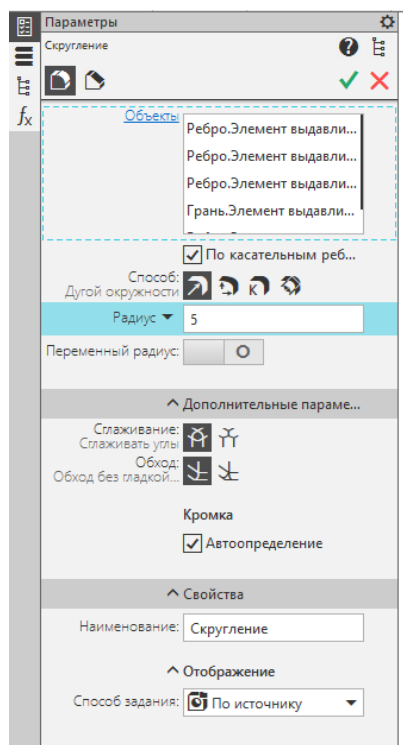 Параметры
Скругление
fx
Объекты
Ребро.Элемент выдавли...
Ребро.Элемент выдавли...
Ребро.Элемент выдавли...
Грань.Элемент выдавли...
По касательным реб...
Способ:
Дугой окружности
Радиус 5
Переменный радиус:
Дополнительные параме...
Сглаживание:
Сглаживать углы
Обход:
Обход без гладкой...
Кромка
Автоопределение
Свойства
Наименование: Скругление
Отображение
Способ задания: По источнику